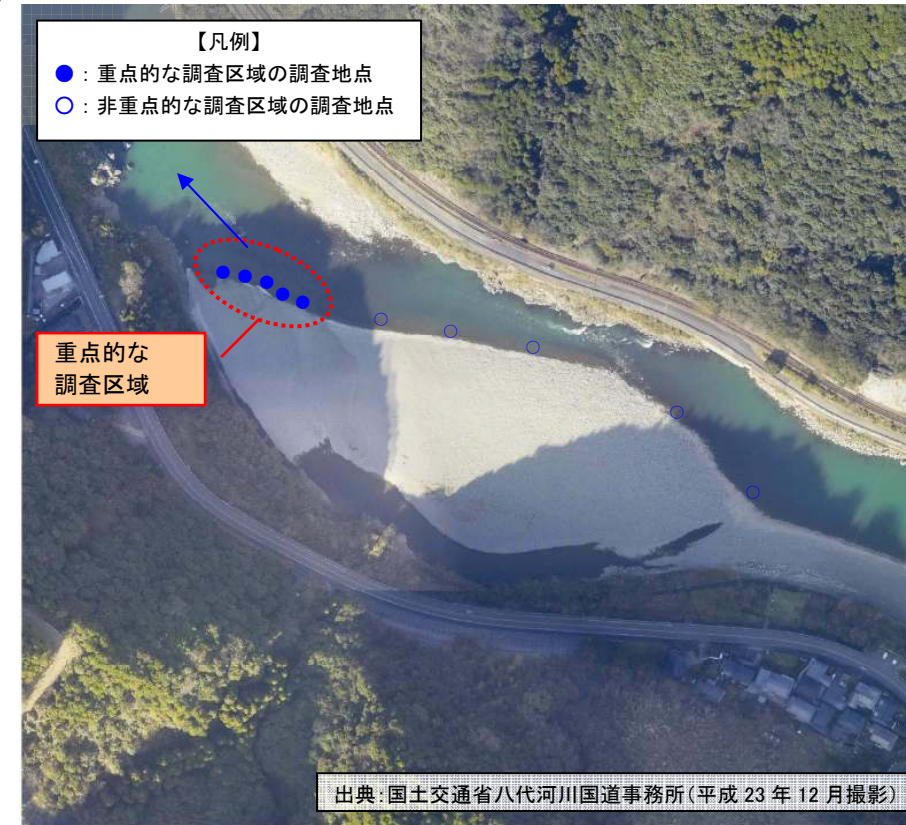 【凡例】
●：重点的な調査区域の調査地点
○：非重点的な調査区域の調査地点
重点的な
調査区域
出典：国土交通省八代河川国道事務所（平成 23 年 12 月撮影）